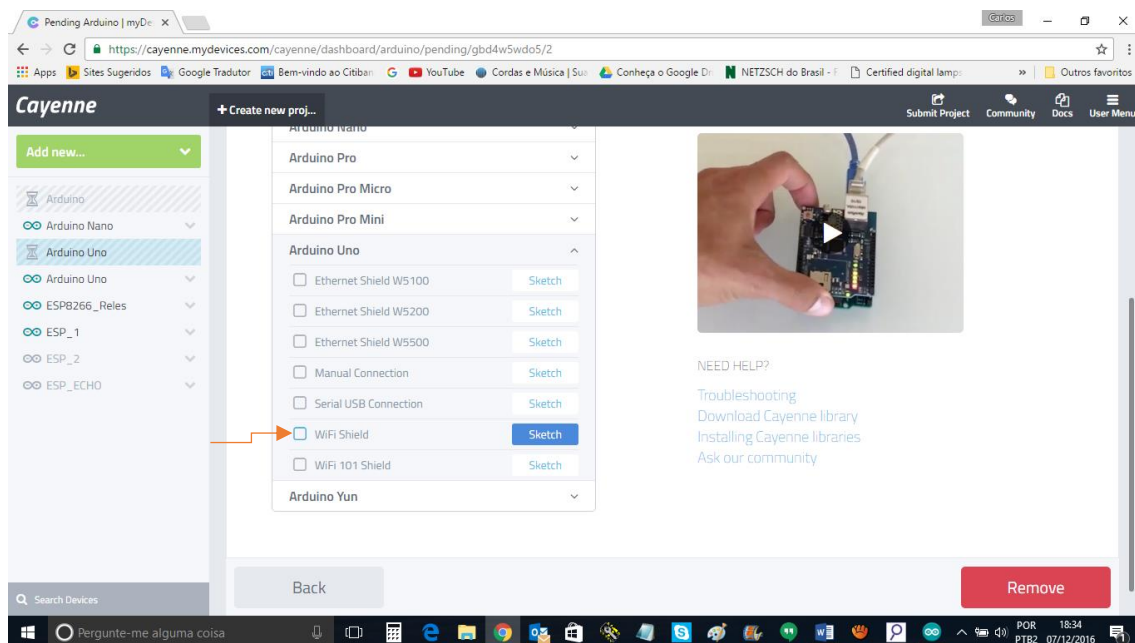 Pending Arduino | myDe
Carlos
https://cayenne.mydevices.com/cayenne/dashboard/arduino/pending/gbd4w5wdo5/2
Apps Sites Sugeridos Google Tradutor Bem-vindo ao Citiban YouTube Cordas e Música | Sua Conheça o Google Dr NETZSCH do Brasil - F Certified digital lamp » Outros favoritos
Cayenne
+ Create new proj...
Submit Project Community Docs User Menu
Add new...
Arduino
Arduino Nano
Arduino Uno
Arduino Uno
ESP8266_Reles
ESP_1
ESP_2
ESP_ECHO
Search Devices
Arduino Nano
Arduino Pro
Arduino Pro Micro
Arduino Pro Mini
Arduino Uno
Ethernet Shield W5100 Sketch
Ethernet Shield W5200 Sketch
Ethernet Shield W5500 Sketch
Manual Connection Sketch
Serial USB Connection Sketch
WiFi Shield Sketch
WiFi 101 Shield Sketch
Arduino Yun
NEED HELP?
Troubleshooting
Download Cayenne library
Installing Cayenne libraries
Ask our community
Back
Remove
Pergunte-me alguma coisa
POR 18:34
PTB2 07/12/2016